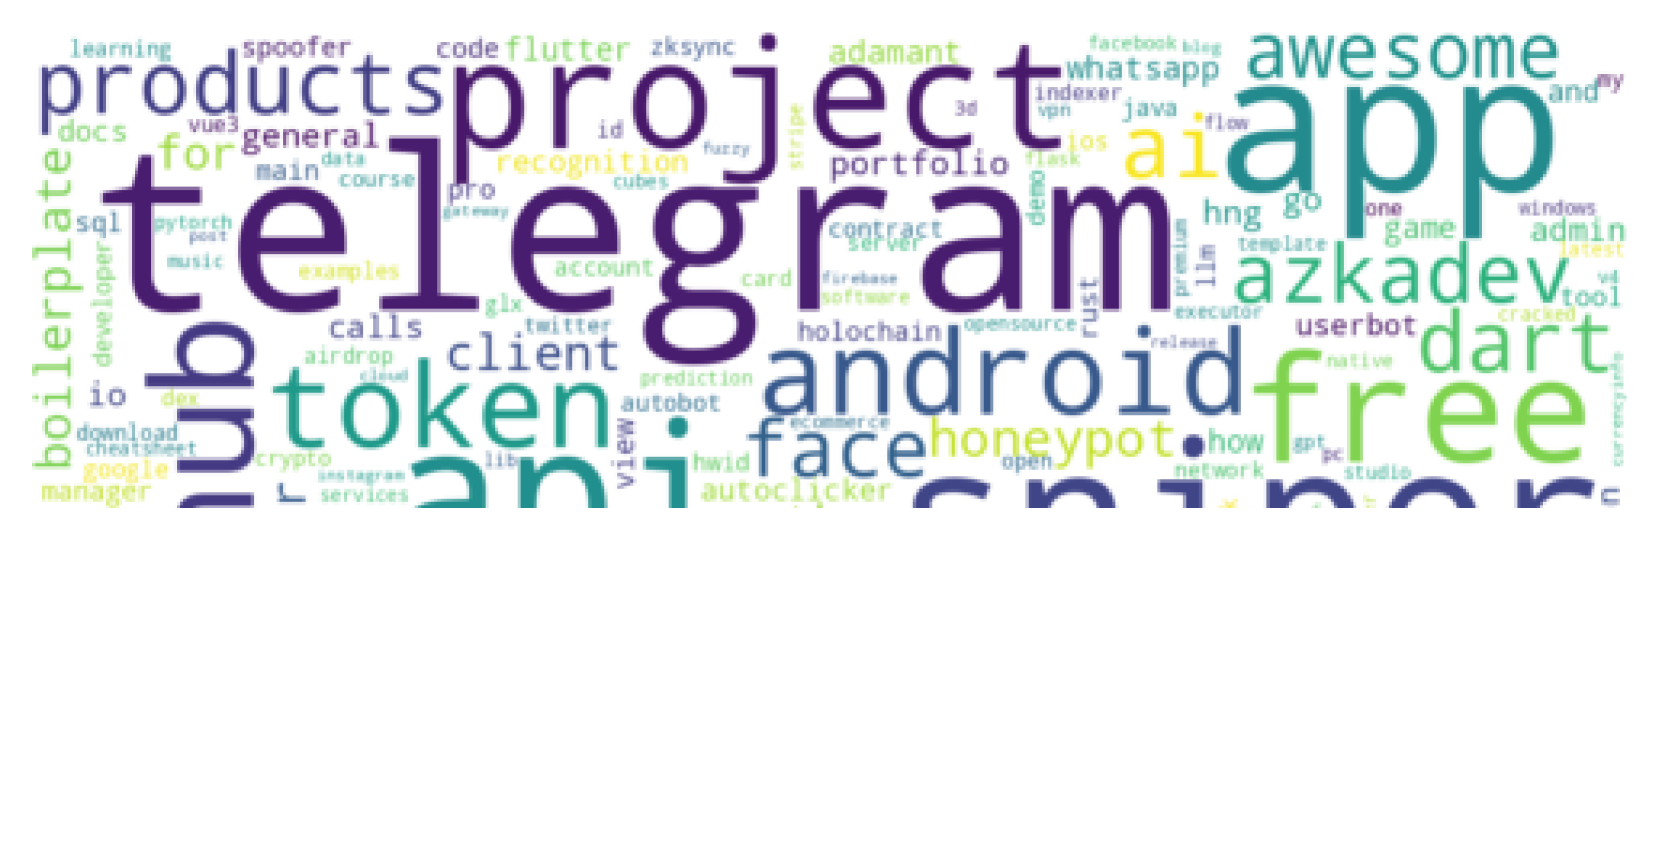 learning
spoofer
code
flutter
zksync
adamant
facebook
blog
awesome
products
project
whatsapp
app
and
my
indexer
vpn
java
3d
docs
vue3
general
id
stripe
ai
flow
for
main
data
course
recognition
fuzzy
cubes
portfolio
flask
ios
boilerplate
telegram
pro
gateway
demo
hng
go
one
windows
sql
pytorch
post
developer
music
examples
account
card
contract
server
firebase
software
premium
llm
template
game
admin
latest
azkadev
v4
tool
glx
calls
twitter
holochain
opensource
rust
executor
userbot
cracked
dart
release
airdrop
cloud
client
token
prediction
autobot
android
free
native
currencyinfo
io
dex
hub
download
cheatsheet
google
manager
crypto
instagram
services
lib
view
api
hwid
face
ecommerce
honeypot
autoclicker
open
how
gpt
pc
network
studio
sniper